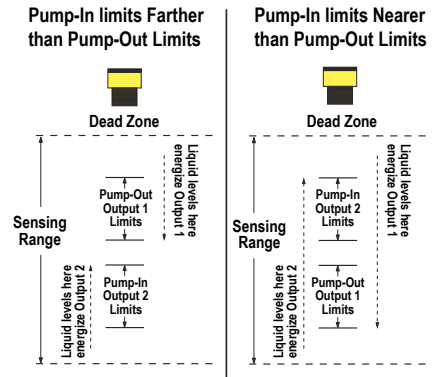 Pump-In limits Farther
than Pump-Out Limits
Dead Zone
Liquid levels here
energize Output 1
Pump-Out
Output 1
Limits
Sensing
Range
Pump-In
Output 2
Limits
Liquid levels here
energize Output 2
Pump-In limits Nearer
than Pump-Out Limits
Dead Zone
Liquid levels here
energize Output 1
Pump-In
Output 2
Limits
Sensing
Range
Pump-Out
Output 1
Limits
Liquid levels here
energize Output 2